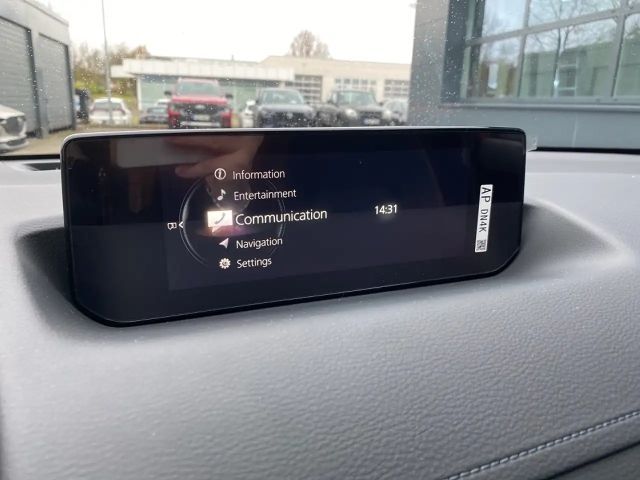 Information
Entertainment
Communication
14:31
Navigation
Settings
AP DN4K